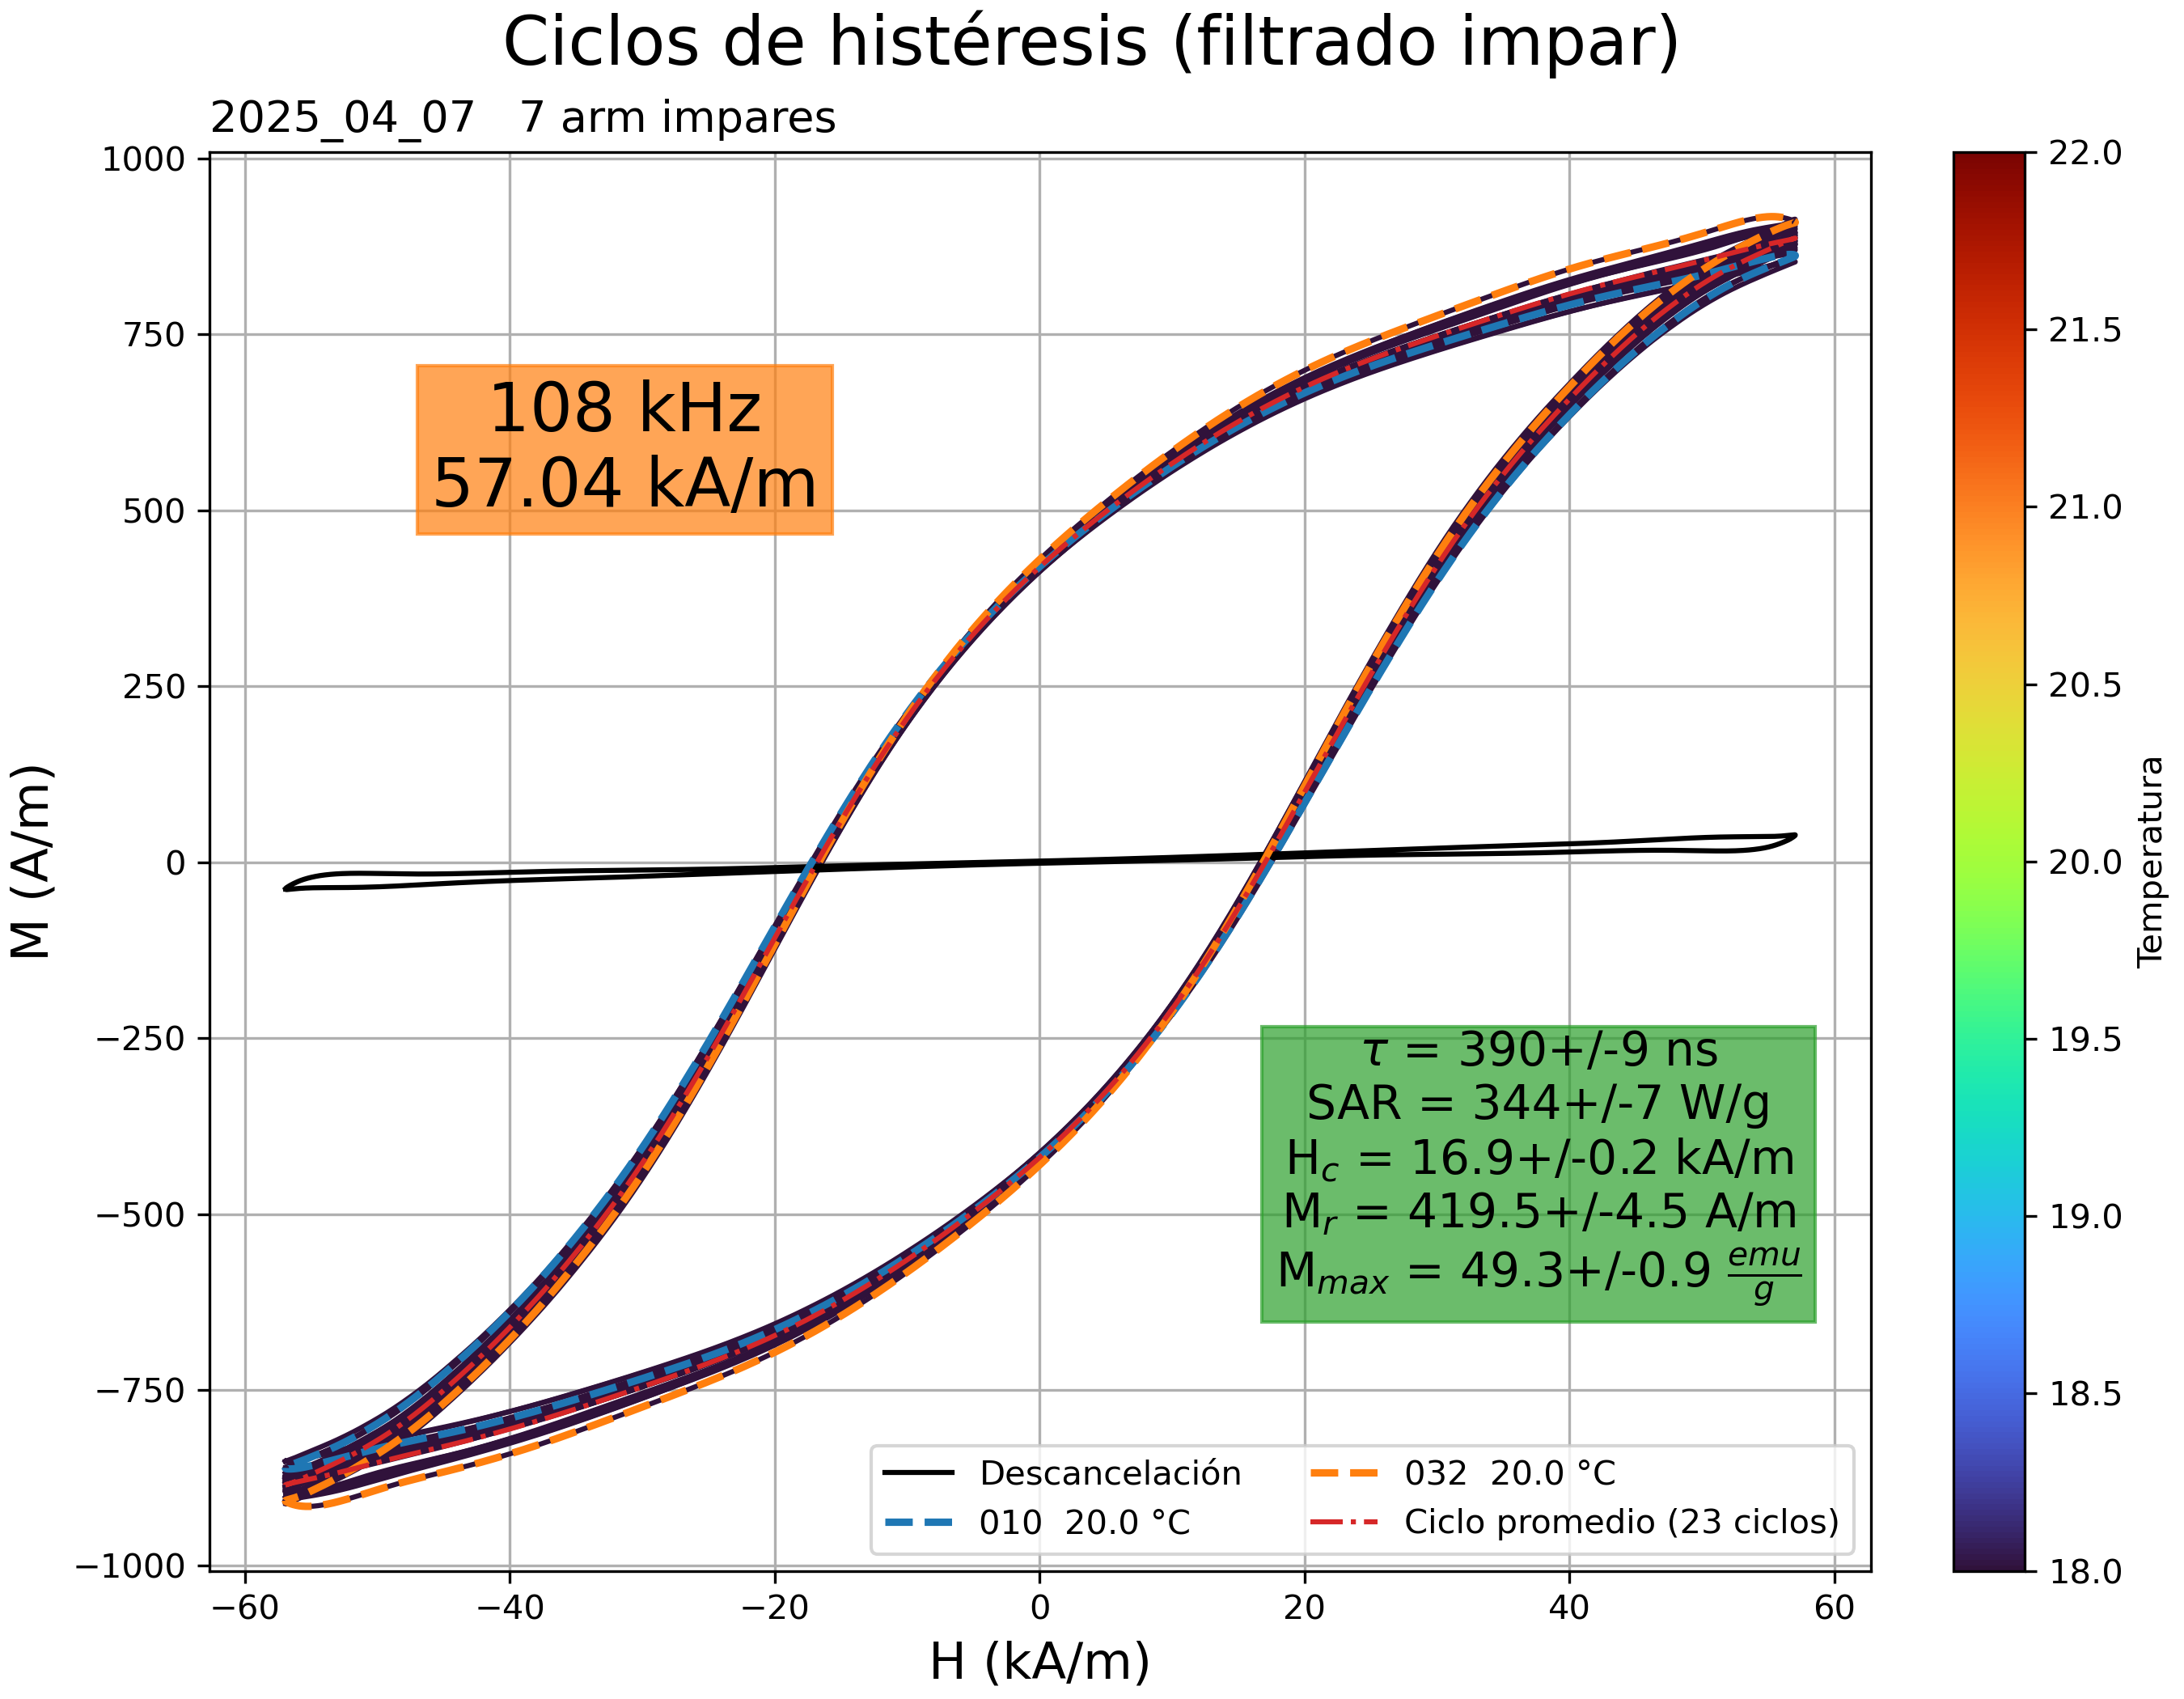 Ciclos de histéresis (filtrado impar)
2025_04_07   7 arm impares
1000
750
500
250
0
−250
−500
−750
−1000
M (A/m)
108 kHz
57.04 kA/m
τ = 390+/-9 ns
SAR = 344+/-7 W/g
H_c = 16.9+/-0.2 kA/m
M_r = 419.5+/-4.5 A/m
M_max = 49.3+/-0.9 emu/g
Descancelación
010  20.0 °C
032  20.0 °C
Ciclo promedio (23 ciclos)
−60 −40 −20 0 20 40 60
H (kA/m)
22.0
21.5
21.0
20.5
20.0
19.5
19.0
18.5
18.0
Temperatura